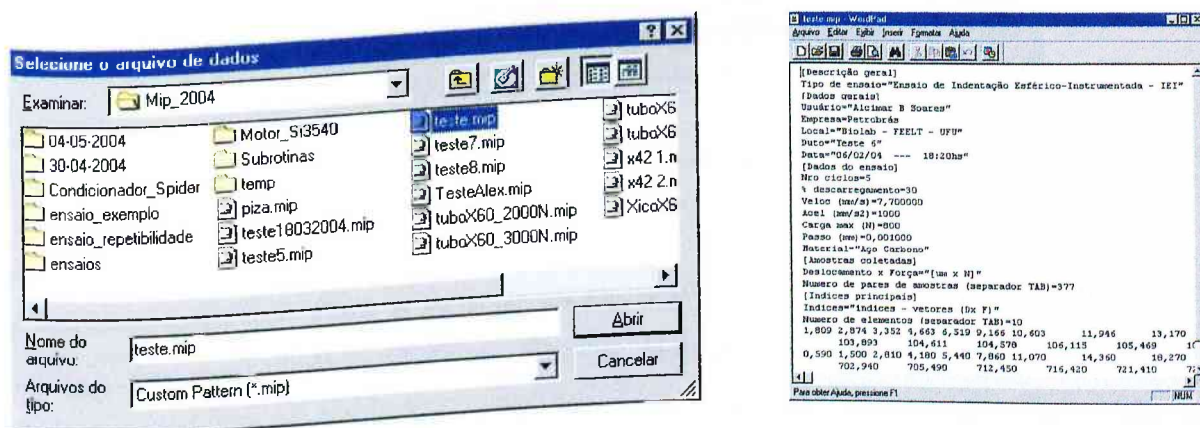 Selecione o arquivo de dados
Examinar: Mip_2004
04-05-2004
30-04-2004
Condicionador_Spider
ensaio_exemplo
ensaio_repetibilidade
ensaios
Motor_Si3540
Subrotinas
temp
piza.mip
teste18032004.mip
teste5.mip
teste.mip
teste7.mip
teste8.mip
TesteAlex.mip
tuboX60_2000N.mip
tuboX60_3000N.mip
tuboX6
tuboX6
x42 1.n
x42 2.n
XicoX6
Nome do arquivo: teste.mip
Abrir
Arquivos do tipo: Custom Pattern (*.mip)
Cancelar
teste.mip - WordPad
Arquivo Editar Exibir Inserir Formatar Ajuda
[Descrição geral]
Tipo de ensaio="Ensaio de Indentação Esférico-Instrumentada - IEI"
[Dados gerais]
Usuário="Alcimar B Soares"
Empresa=Petrobrás
Local="Biolab - FEELT - UFU"
Duto="Teste 6"
Data="06/02/04 --- 18:20hs"
[Dados do ensaio]
Nro ciclos=5
% descarregamento=30
Veloc (mm/s)=7,700000
Acel (mm/s2)=1000
Carga max (N)=800
Passo (mm)=0,001000
Material="Aço Carbono"
[Amostras coletadas]
Deslocamento x Força="[um x N]"
Numero de pares de amostras (separador TAB)=377
[Indices principais]
Indices="indices - vetores (Dx F)"
Numero de elementos (separador TAB)=10
1,809 2,874 3,352 4,663 6,519 9,166 10,603 11,946 13,170
103,893 104,611 104,578 106,115 105,469 10
0,590 1,500 2,810 4,180 5,440 7,860 11,070 14,360 18,270
702,940 705,490 712,450 716,420 721,410 72
Para obter Ajuda, pressione F1
NUM